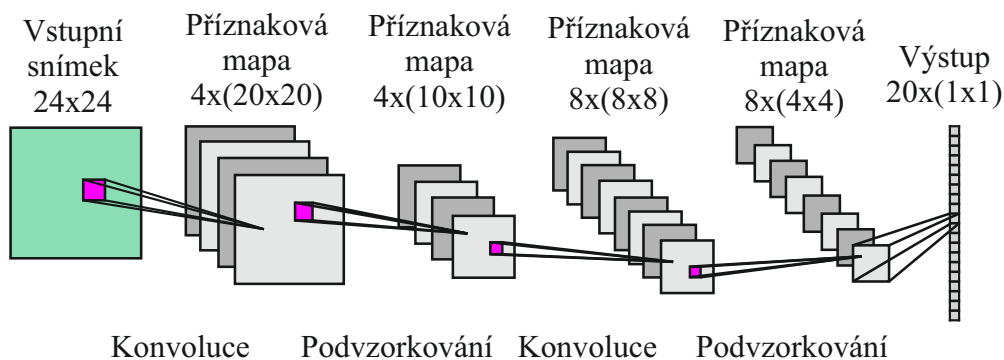 Vstupní
snímek
24x24
Příznaková
mapa
4x(20x20)
Příznaková
mapa
4x(10x10)
Příznaková
mapa
8x(8x8)
Příznaková
mapa
8x(4x4)
Výstup
20x(1x1)
Konvoluce
Podvzorkování
Konvoluce
Podvzorkování